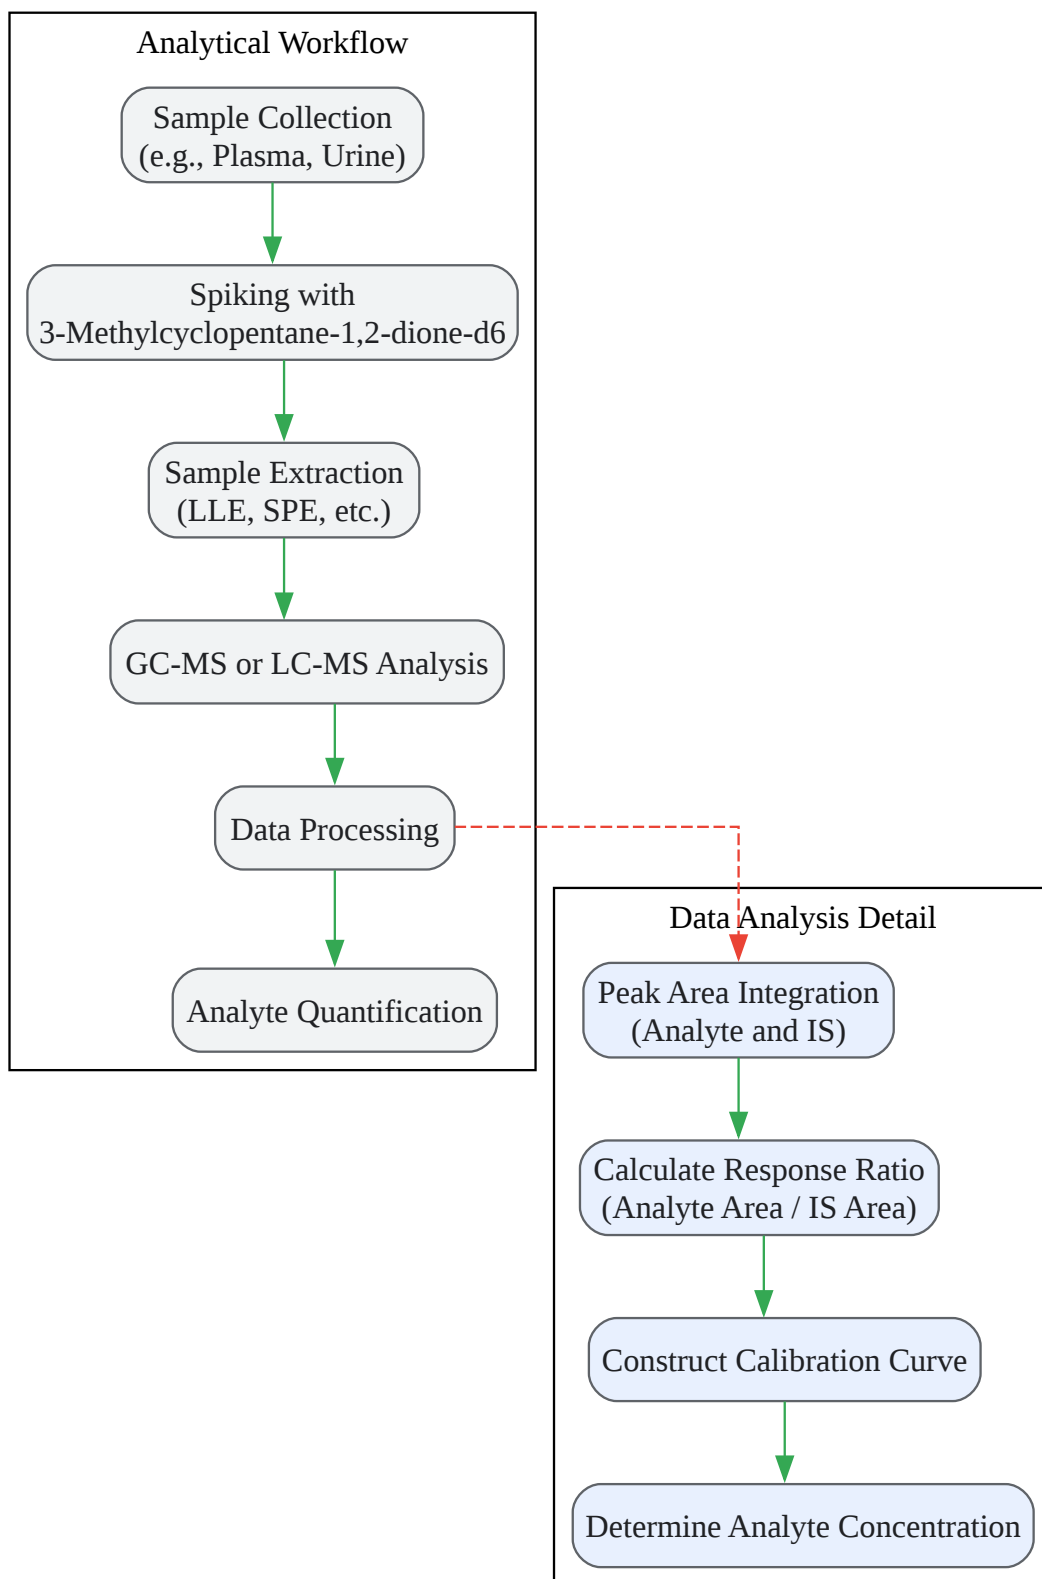 Analytical Workflow
Sample Collection
(e.g., Plasma, Urine)
Spiking with
3-Methylcyclopentane-1,2-dione-d6
Sample Extraction
(LLE, SPE, etc.)
GC-MS or LC-MS Analysis
Data Processing
Analyte Quantification
Data Analysis Detail
Peak Area Integration
(Analyte and IS)
Calculate Response Ratio
(Analyte Area / IS Area)
Construct Calibration Curve
Determine Analyte Concentration